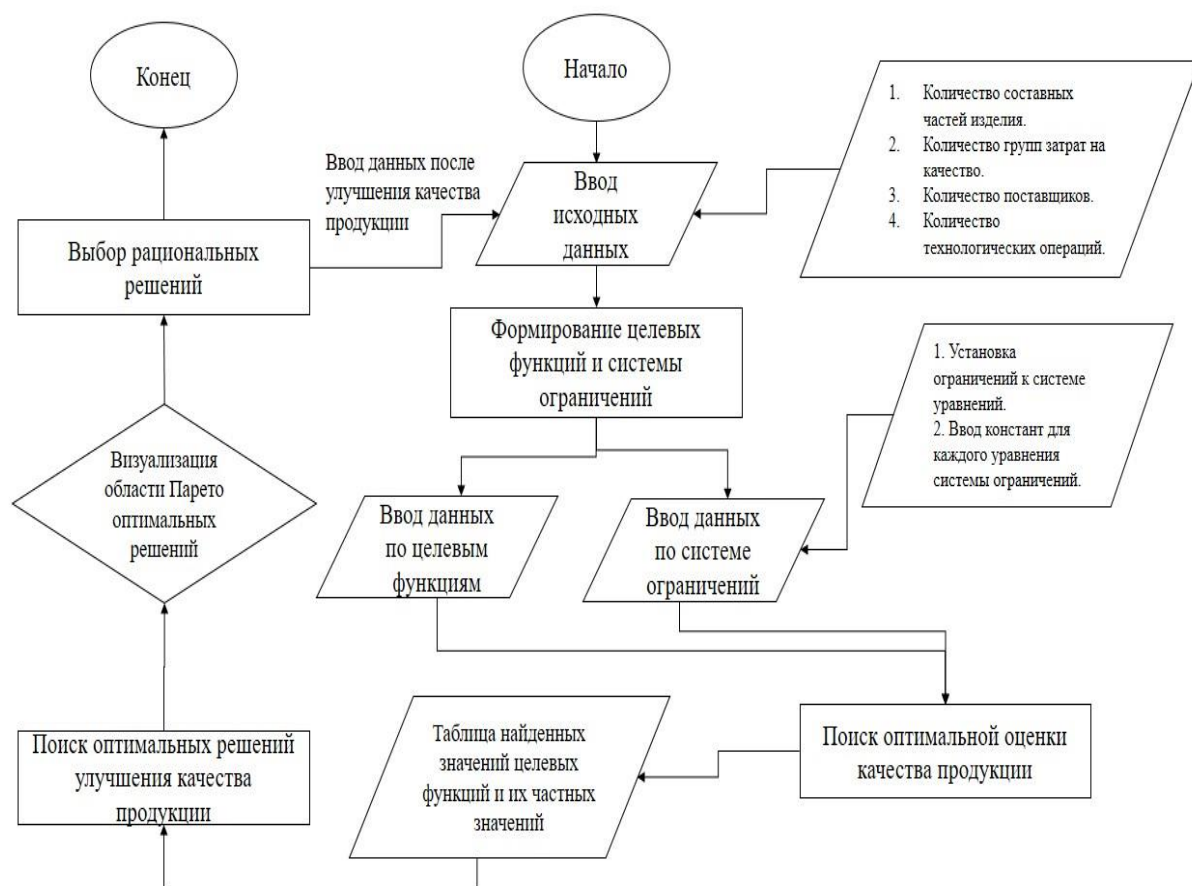 Конец
Начало
1. Количество составных
частей изделия.
2. Количество групп затрат на
качество.
3. Количество поставщиков.
4. Количество
технологических операций.
Ввод данных после
улучшения качества
продукции
Ввод
исходных
данных
Выбор рациональных
решений
Формирование целевых
функций и системы
ограничений
1. Установка
ограничений к системе
уравнений.
2. Ввод констант для
каждого уравнения
системы ограничений.
Визуализация
области Парето
оптимальных
решений
Ввод данных
по целевым
функциям
Ввод данных
по системе
ограничений
Поиск оптимальных решений
улучшения качества
продукции
Таблица найденных
значений целевых
функций и их частных
значений
Поиск оптимальной оценки
качества продукции